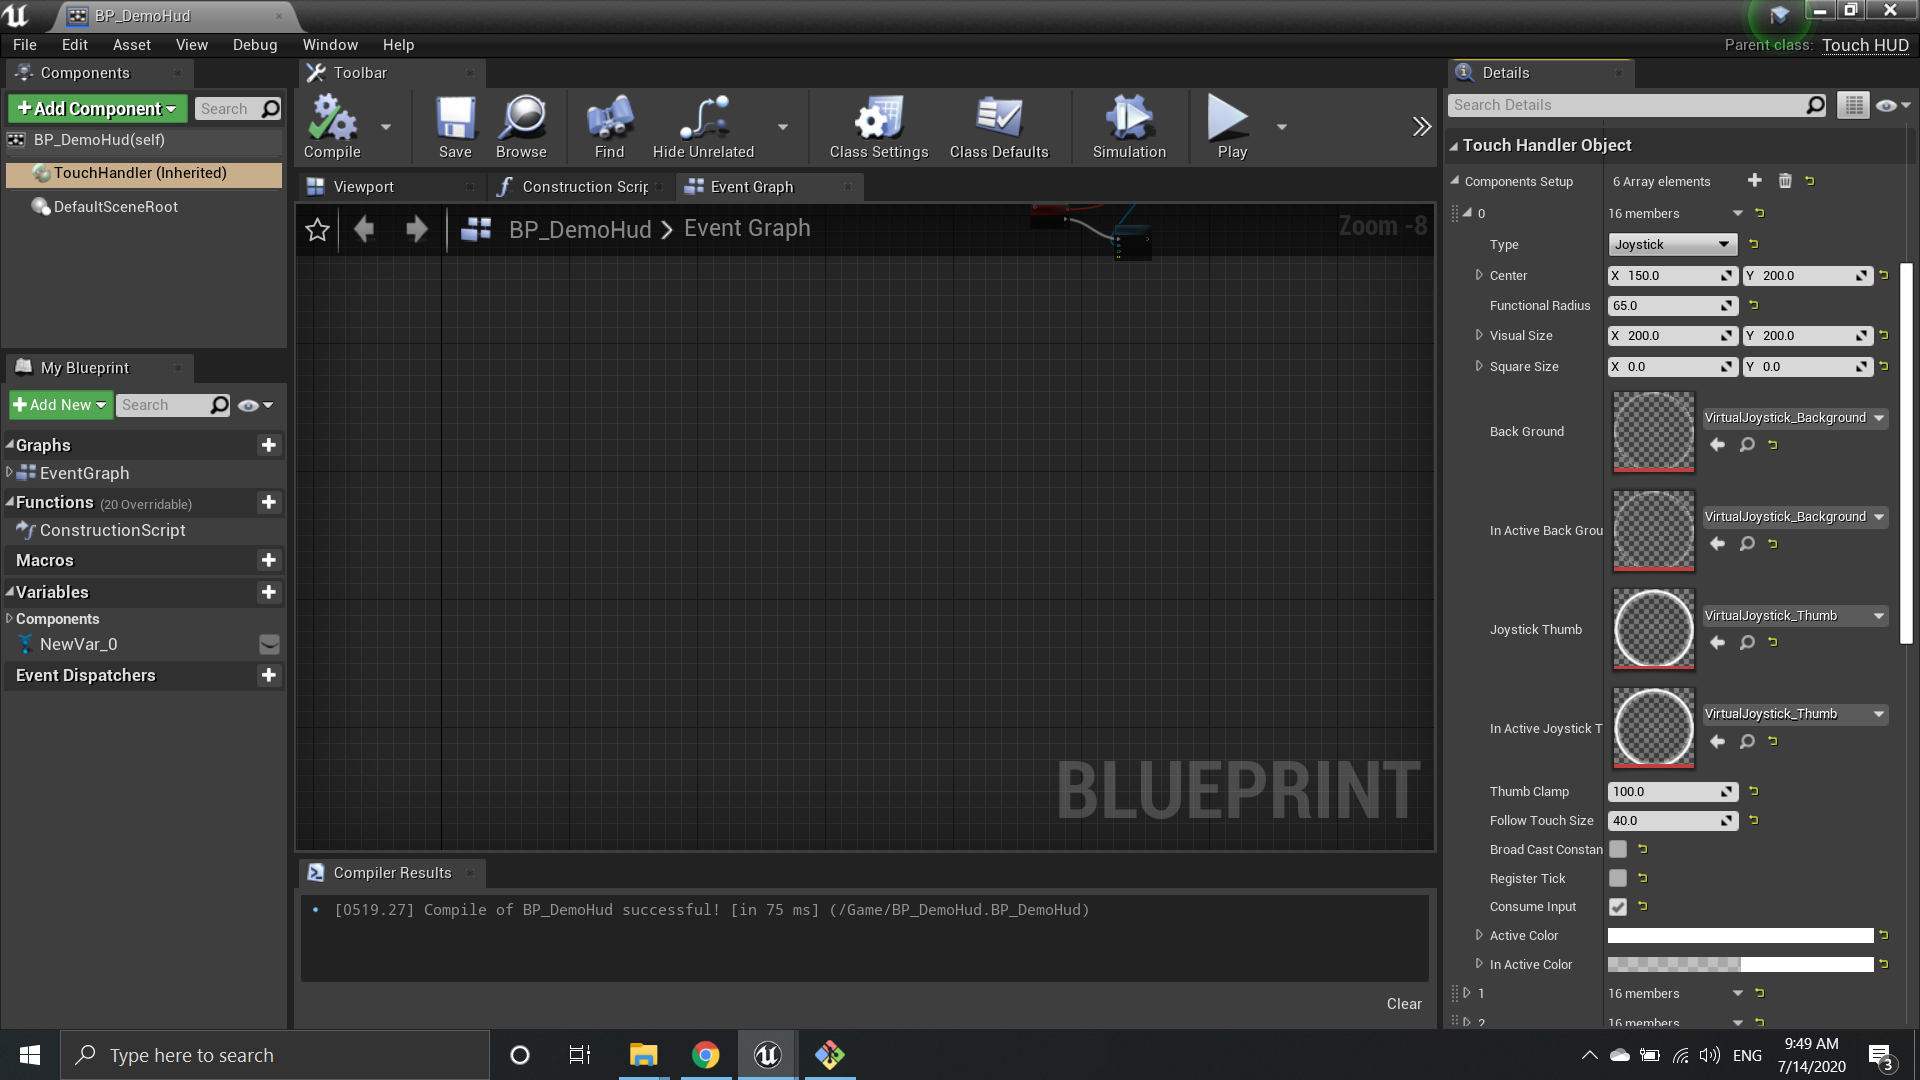 BP_DemoHud
File Edit Asset View Debug Window Help
Parent class: Touch HUD
Components
Add Component
Search
BP_DemoHud(self)
TouchHandler (Inherited)
DefaultSceneRoot
My Blueprint
Add New
Search
Graphs
EventGraph
Functions (20 Overridable)
ConstructionScript
Macros
Variables
Components
NewVar_0
Event Dispatchers
Toolbar
Compile
Save
Browse
Find
Hide Unrelated
Class Settings
Class Defaults
Simulation
Play
Viewport
Construction Scrip
Event Graph
BP_DemoHud > Event Graph
Zoom -8
BLUEPRINT
Compiler Results
[0519.27] Compile of BP_DemoHud successful! [in 75 ms] (/Game/BP_DemoHud.BP_DemoHud)
Clear
Details
Search Details
Touch Handler Object
Components Setup 6 Array elements
0 16 members
Type Joystick
Center X 150.0 Y 200.0
Functional Radius 65.0
Visual Size X 200.0 Y 200.0
Square Size X 0.0 Y 0.0
Back Ground VirtualJoystick_Background
In Active Back Grou VirtualJoystick_Background
Joystick Thumb VirtualJoystick_Thumb
In Active Joystick T VirtualJoystick_Thumb
Thumb Clamp 100.0
Follow Touch Size 40.0
Broad Cast Constan
Register Tick
Consume Input
Active Color
In Active Color
1 16 members
2 16 members
Type here to search
ENG
9:49 AM
7/14/2020
3